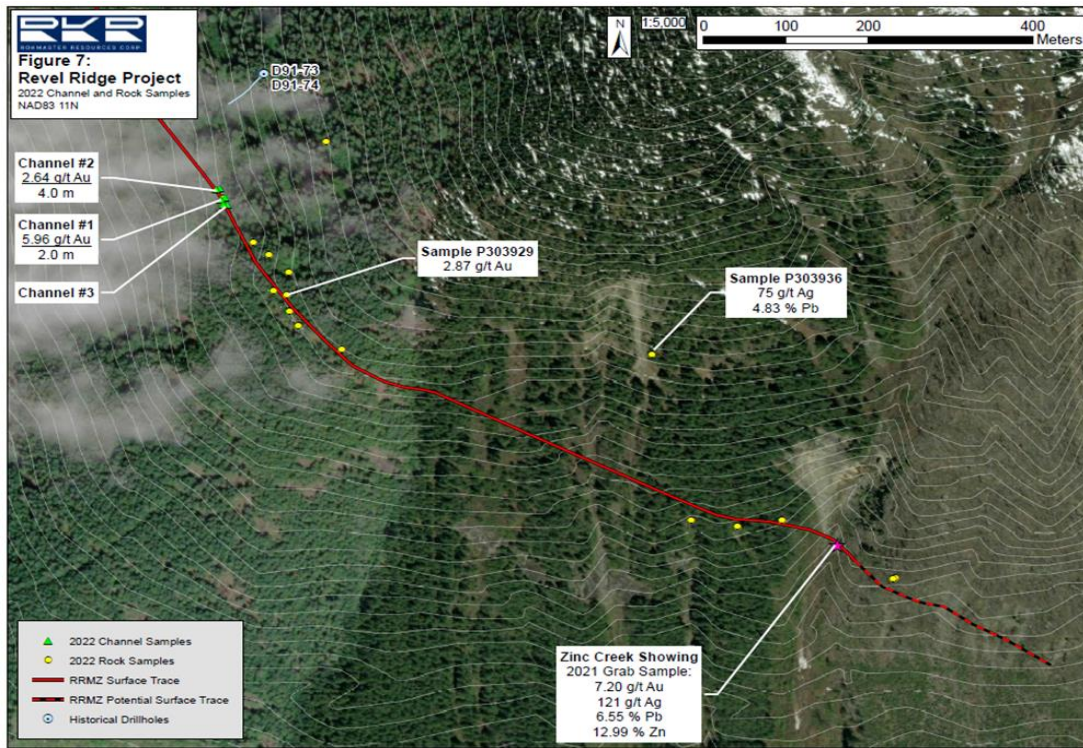 RKR
ROKMASTER RESOURCES CORP.
Figure 7:
Revel Ridge Project
2022 Channel and Rock Samples
NAD83 11N
D91-73
D91-74
N
1:5,000
0 100 200 400
Meters
Channel #2
2.64 g/t Au
4.0 m
Channel #1
5.96 g/t Au
2.0 m
Channel #3
Sample P303929
2.87 g/t Au
Sample P303936
75 g/t Ag
4.83 % Pb
Zinc Creek Showing
2021 Grab Sample:
7.20 g/t Au
121 g/t Ag
6.55 % Pb
12.99 % Zn
2022 Channel Samples
2022 Rock Samples
RRMZ Surface Trace
RRMZ Potential Surface Trace
Historical Drillholes